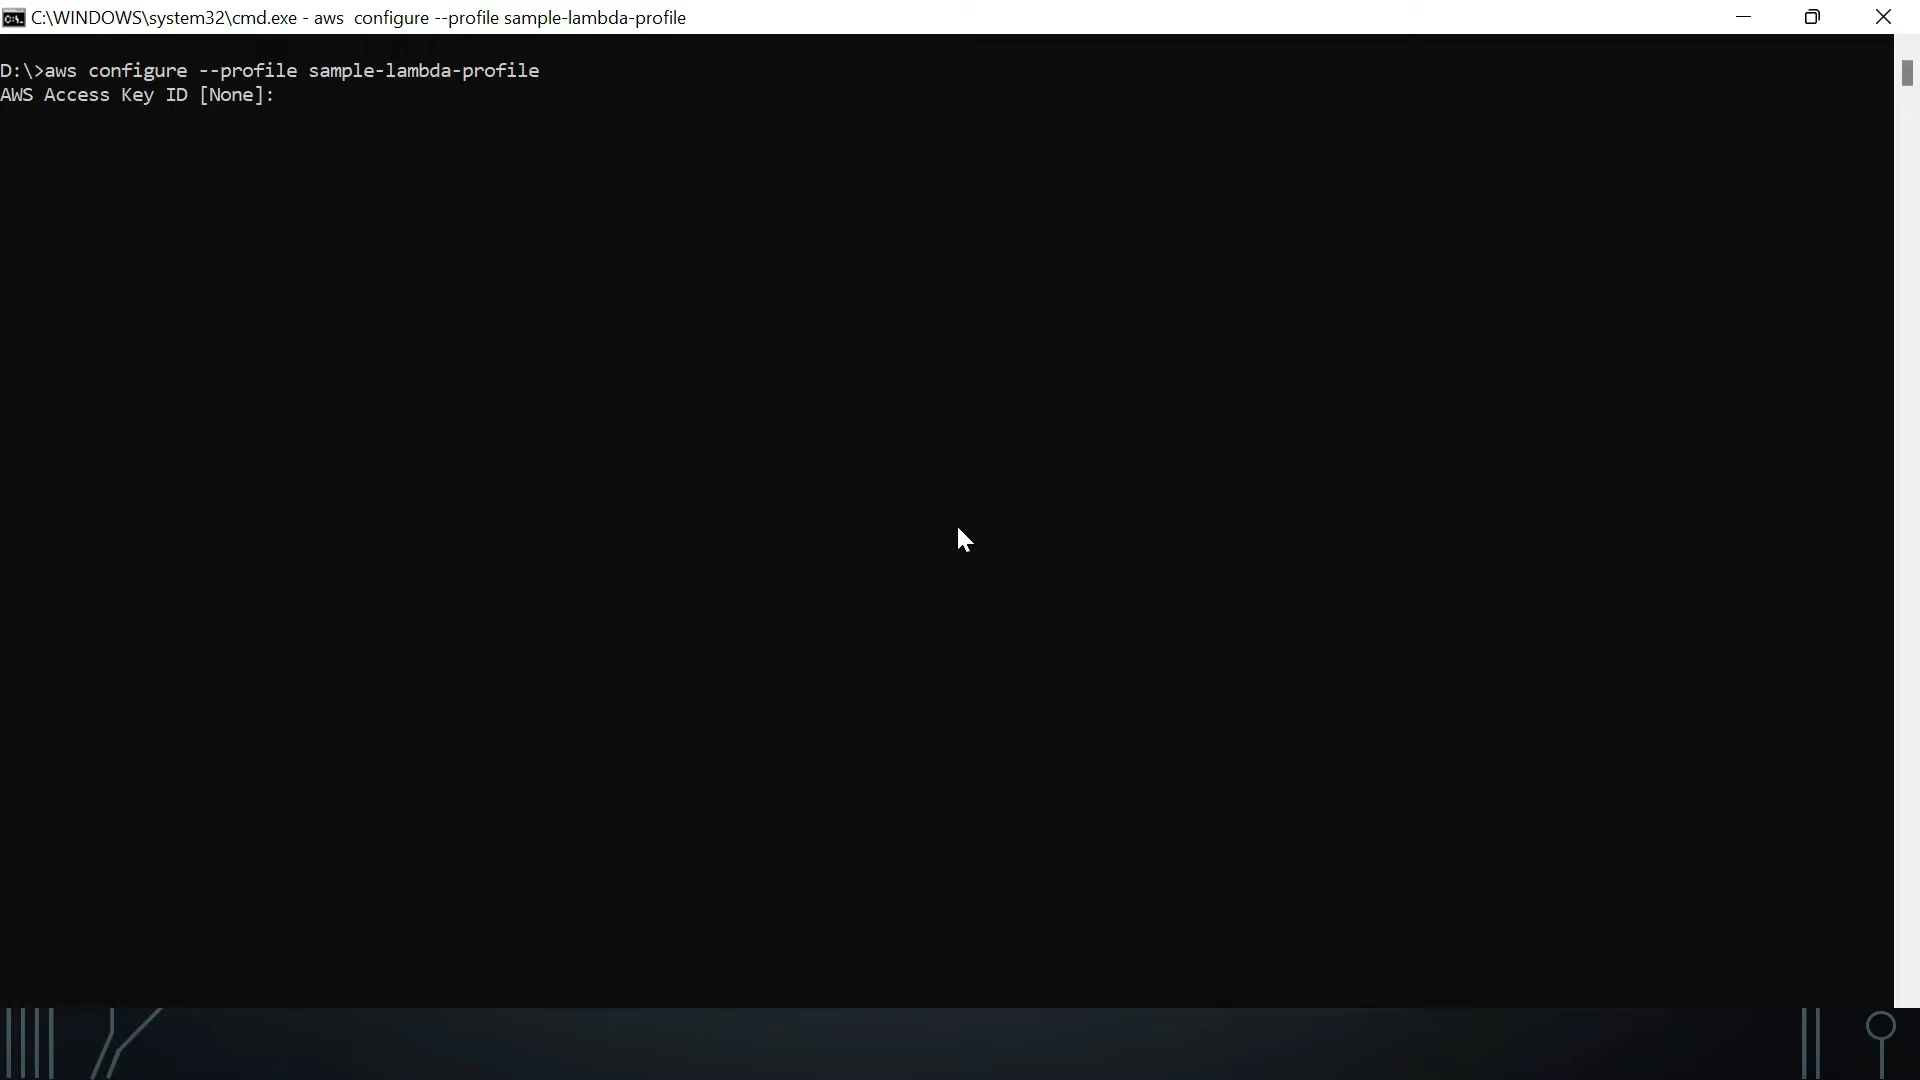 C:\WINDOWS\system32\cmd.exe - aws  configure --profile sample-lambda-profile
D:\>aws configure --profile sample-lambda-profile
AWS Access Key ID [None]: